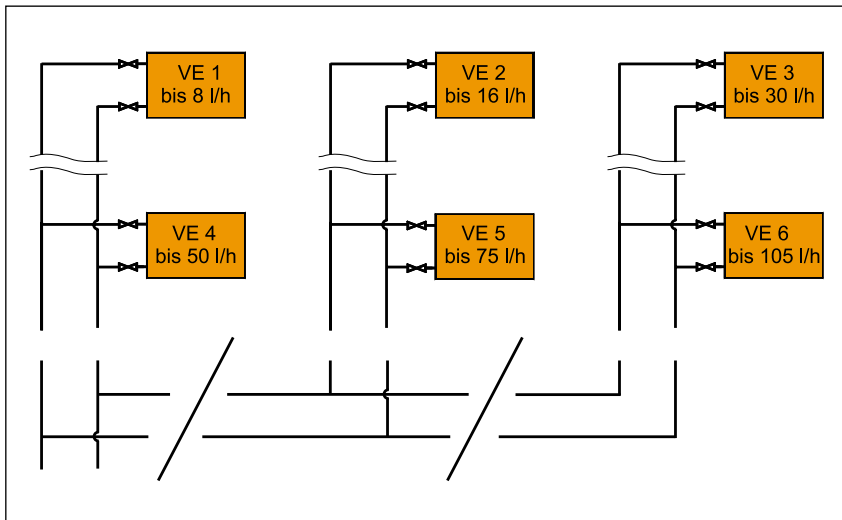 VE 1
bis 8 l/h
VE 2
bis 16 l/h
VE 3
bis 30 l/h
VE 4
bis 50 l/h
VE 5
bis 75 l/h
VE 6
bis 105 l/h